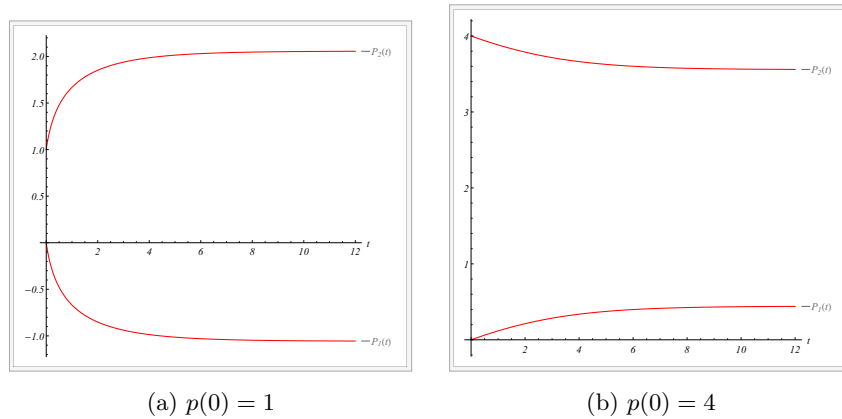 2.0
1.5
1.0
0.5
-0.5
-1.0
2 4 6 8 10 12 t
P₂(t)
P₁(t)
(a) p(0) = 1
4
3
2
1
2 4 6 8 10 12 t
P₂(t)
P₁(t)
(b) p(0) = 4